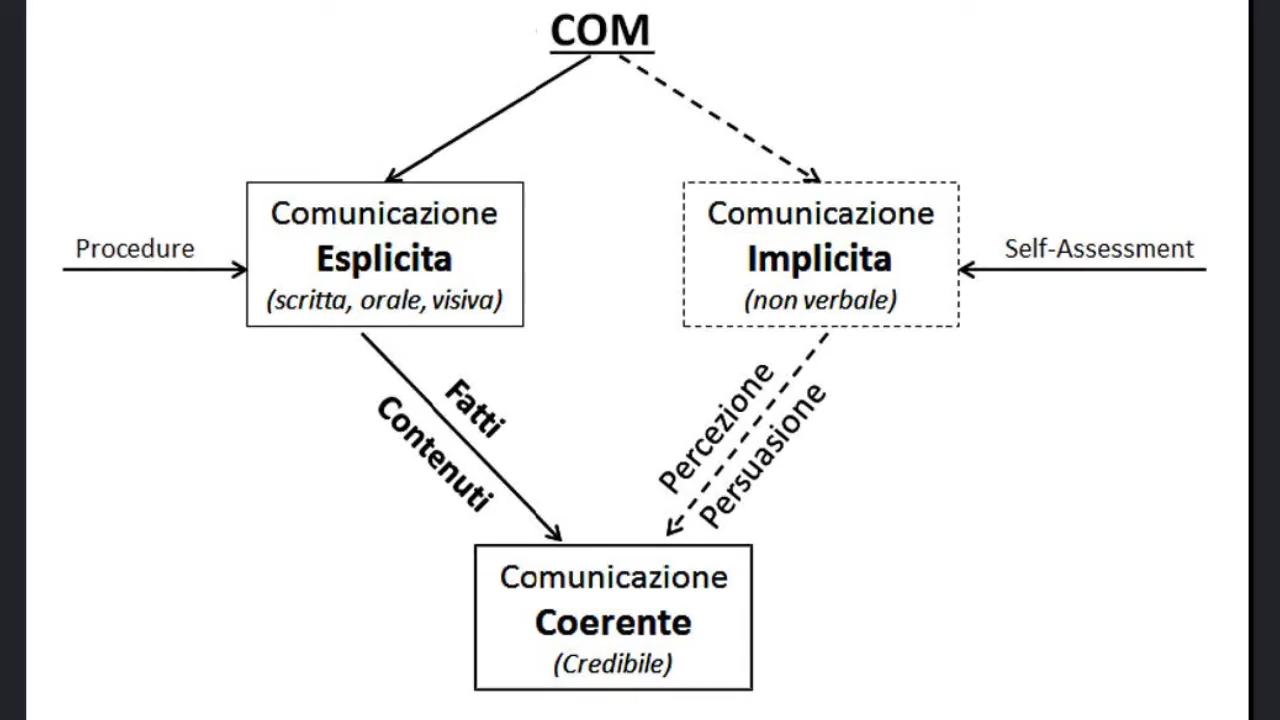 COM
Comunicazione
Esplicita
(scritta, orale, visiva)
Comunicazione
Implicita
(non verbale)
Procedure
Self-Assessment
Fatti
Contenuti
Percezione
Persuasione
Comunicazione
Coerente
(Credibile)